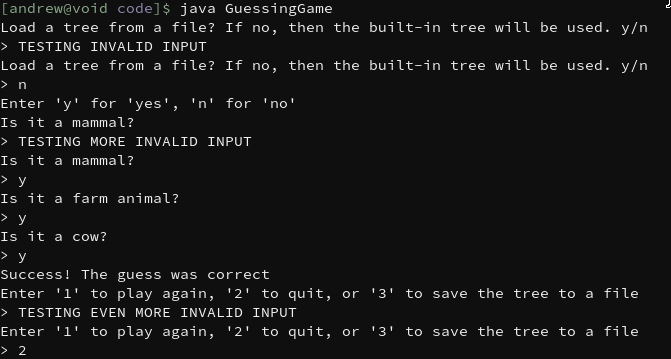 [andrew@void code]$ java GuessingGame
Load a tree from a file? If no, then the built-in tree will be used. y/n
> TESTING INVALID INPUT
Load a tree from a file? If no, then the built-in tree will be used. y/n
> n
Enter 'y' for 'yes', 'n' for 'no'
Is it a mammal?
> TESTING MORE INVALID INPUT
Is it a mammal?
> y
Is it a farm animal?
> y
Is it a cow?
> y
Success! The guess was correct
Enter '1' to play again, '2' to quit, or '3' to save the tree to a file
> TESTING EVEN MORE INVALID INPUT
Enter '1' to play again, '2' to quit, or '3' to save the tree to a file
> 2